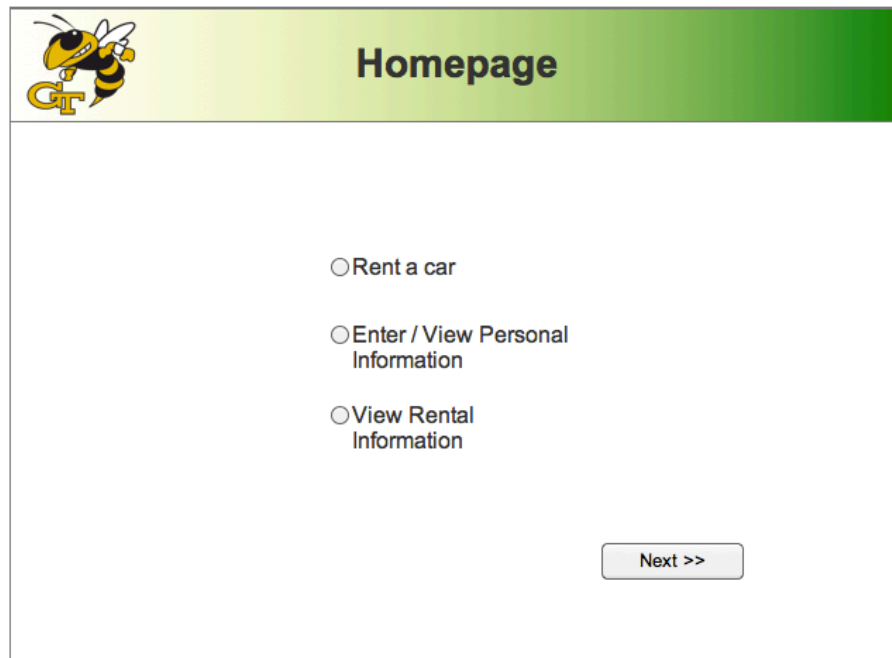 GT
Homepage
Rent a car
Enter / View Personal
Information
View Rental
Information
Next >>